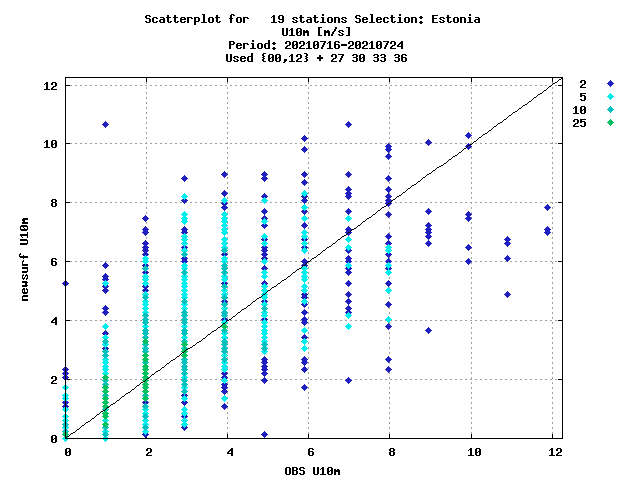 Scatterplot for   19 stations Selection: Estonia
U10m [m/s]
Period: 20210716-20210724
Used {00,12} + 27 30 33 36
2
5
10
25
12
10
8
6
4
2
0
newsurf U10m
0 2 4 6 8 10 12
OBS U10m